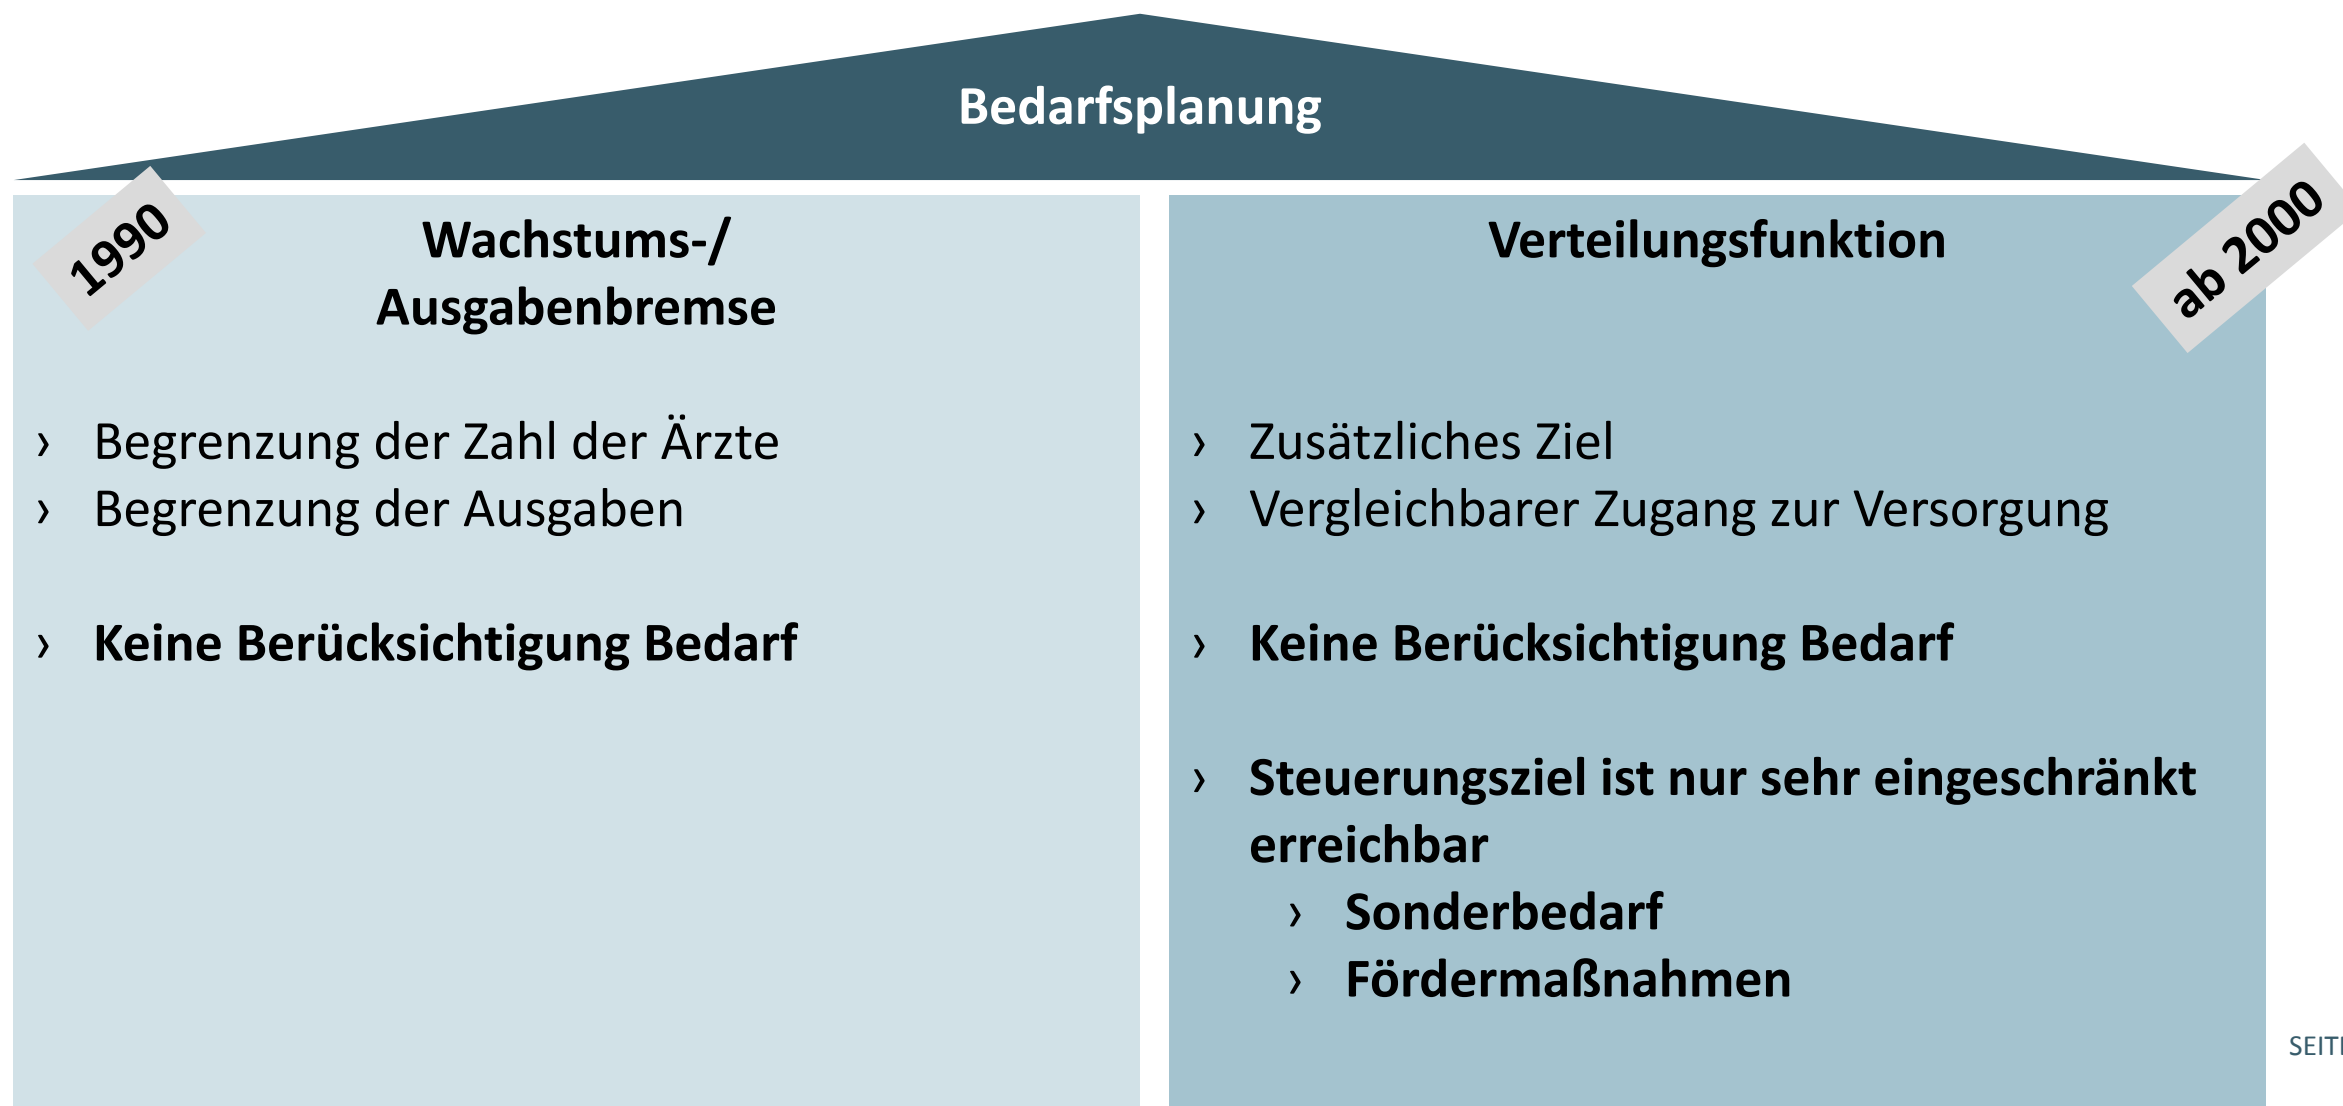 Bedarfsplanung
1990
Wachstums-/
Ausgabenbremse
› Begrenzung der Zahl der Ärzte
› Begrenzung der Ausgaben
› Keine Berücksichtigung Bedarf
ab 2000
Verteilungsfunktion
› Zusätzliches Ziel
› Vergleichbarer Zugang zur Versorgung
› Keine Berücksichtigung Bedarf
› Steuerungsziel ist nur sehr eingeschränkt
erreichbar
› Sonderbedarf
› Fördermaßnahmen